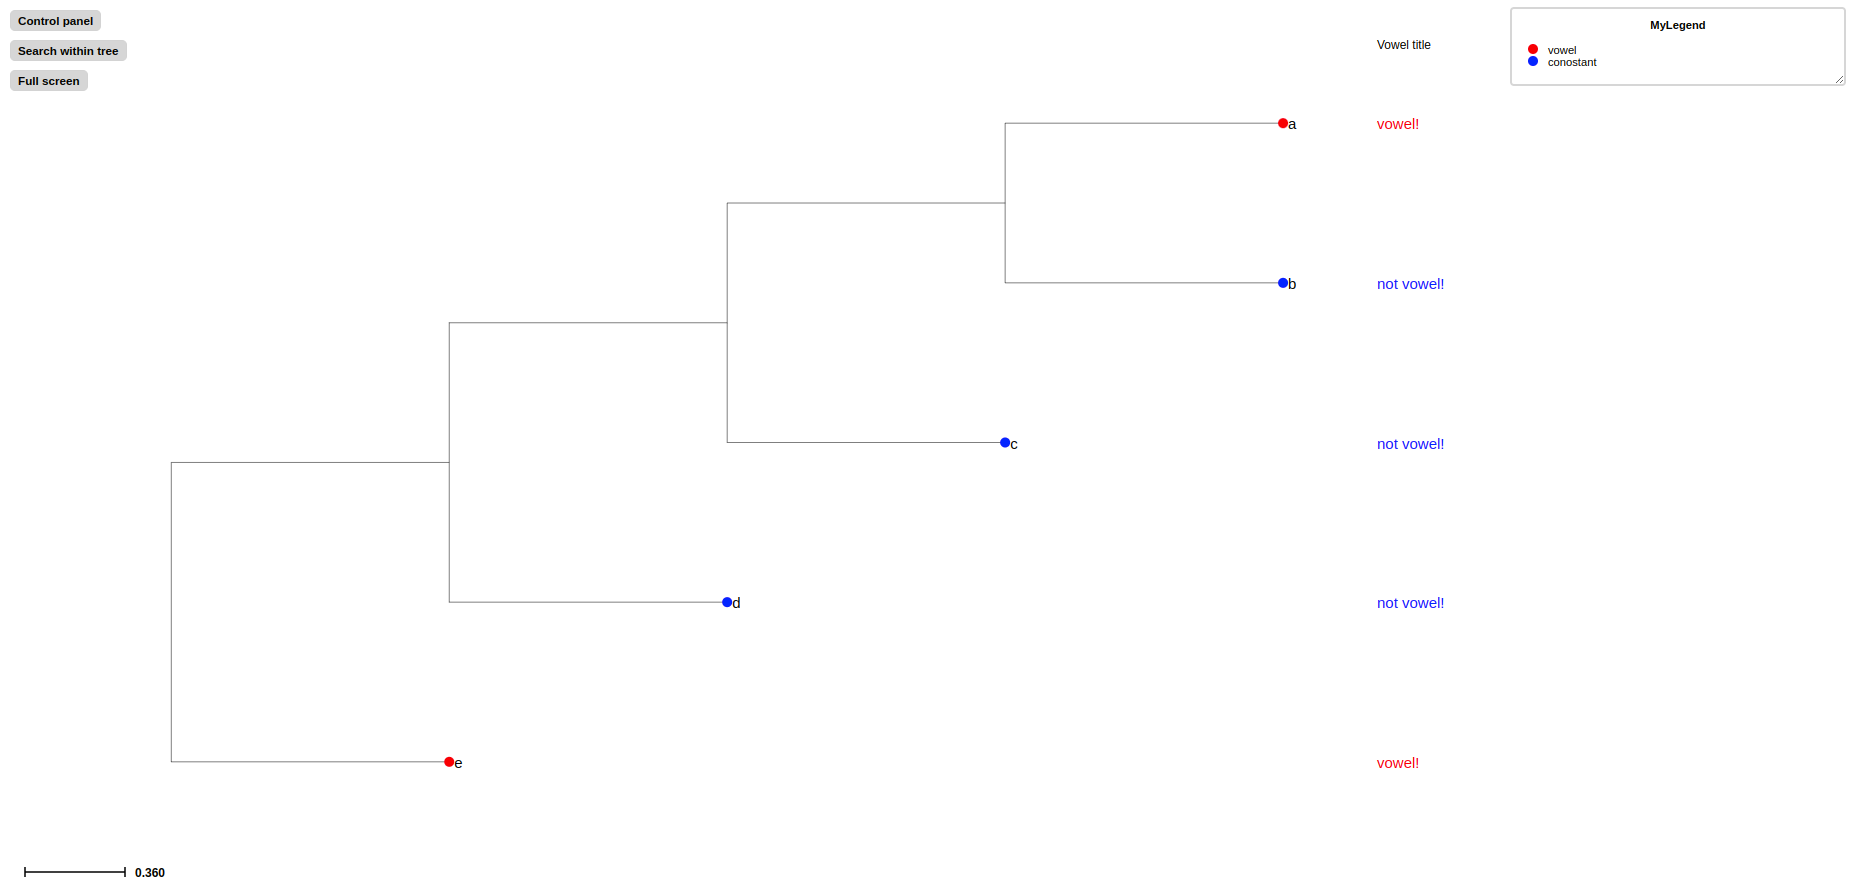 Control panel
Search within tree
Full screen
Vowel title
MyLegend
vowel
conostant
a
vowel!
b
not vowel!
c
not vowel!
d
not vowel!
e
vowel!
0.360